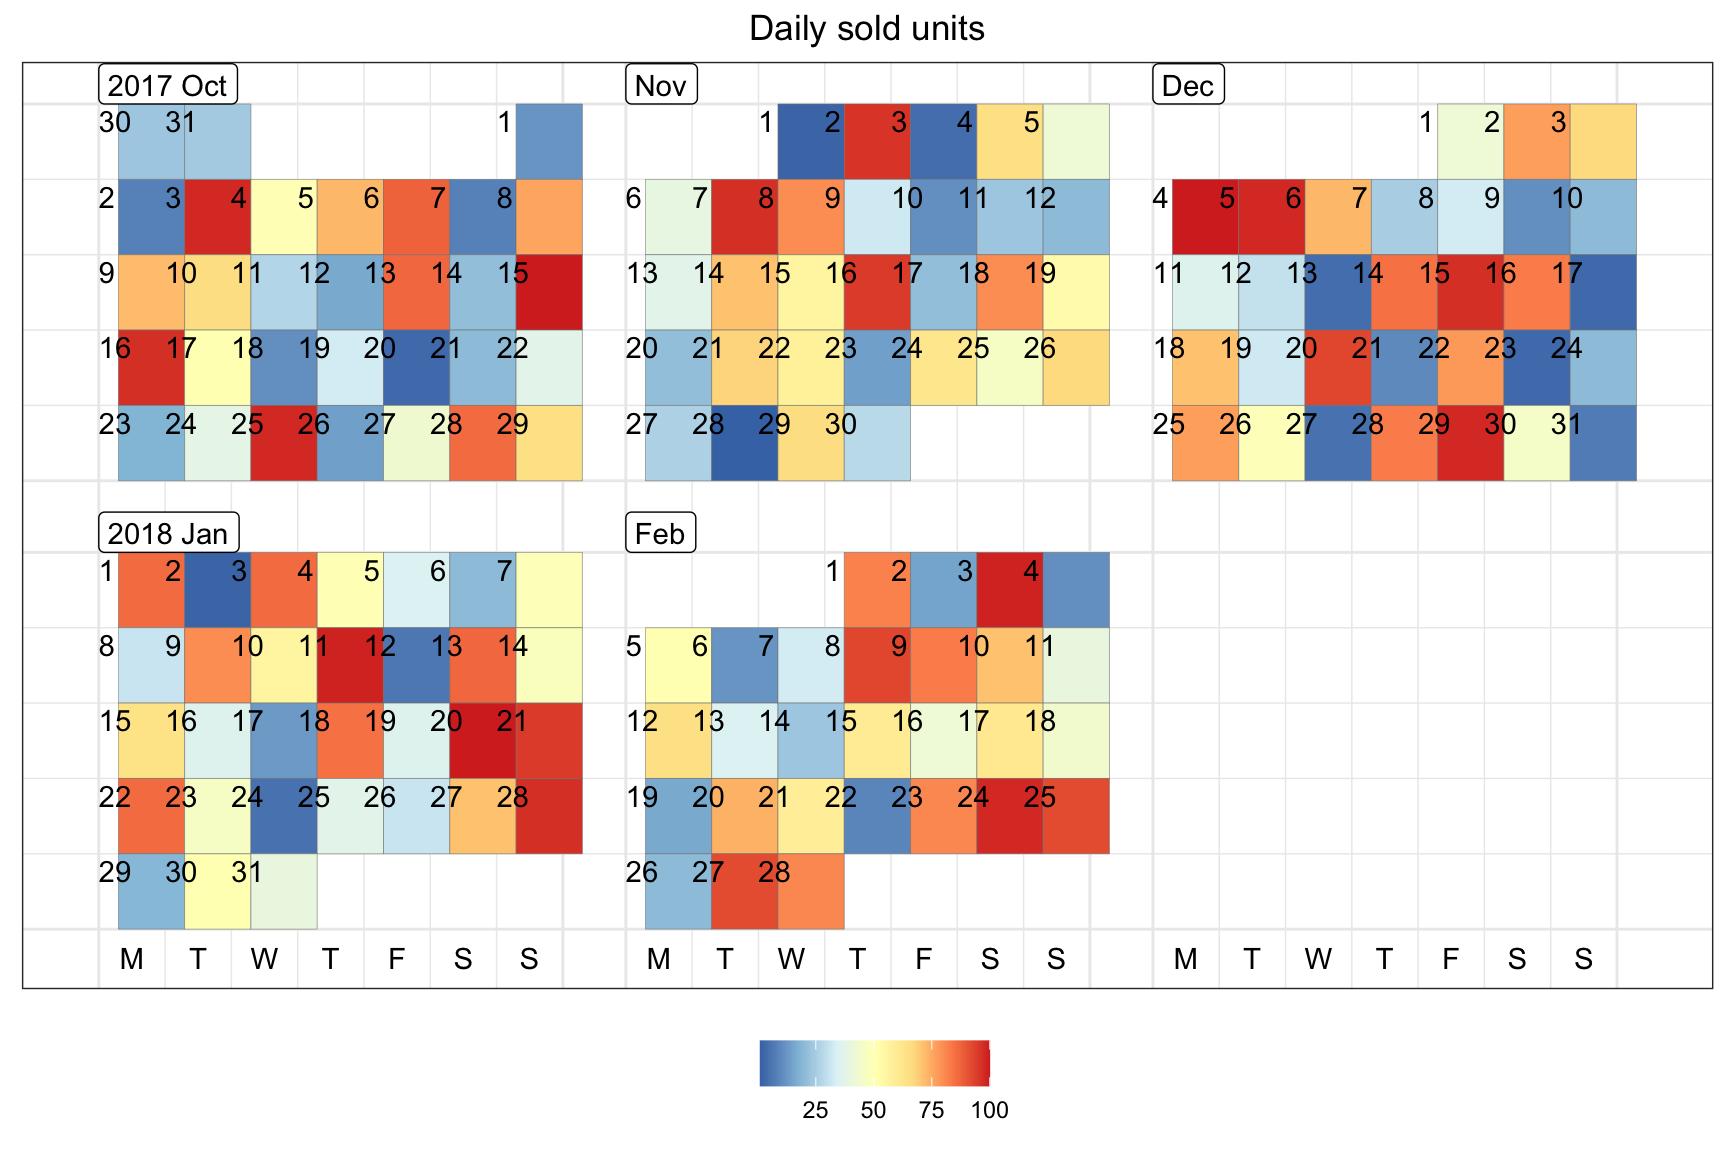 Daily sold units
2017 Oct Nov Dec
30 31 1 1 2 3 4 5 1 2 3
2 3 4 5 6 7 8 6 7 8 9 10 11 12 4 5 6 7 8 9 10
9 10 11 12 13 14 15 13 14 15 16 17 18 19 11 12 13 14 15 16 17
16 17 18 19 20 21 22 20 21 22 23 24 25 26 18 19 20 21 22 23 24
23 24 25 26 27 28 29 27 28 29 30 25 26 27 28 29 30 31
2018 Jan Feb
1 2 3 4 5 6 7 1 2 3 4
8 9 10 11 12 13 14 5 6 7 8 9 10 11
15 16 17 18 19 20 21 12 13 14 15 16 17 18
22 23 24 25 26 27 28 19 20 21 22 23 24 25
29 30 31 26 27 28
M T W T F S S M T W T F S S M T W T F S S
25 50 75 100